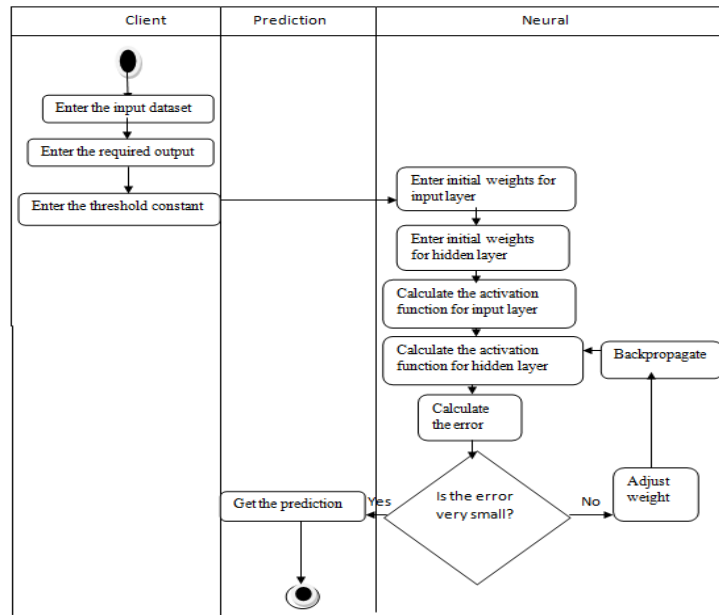 Client
Prediction
Neural
Enter the input dataset
Enter the required output
Enter the threshold constant
Enter initial weights for
input layer
Enter initial weights
for hidden layer
Calculate the activation
function for input layer
Calculate the activation
function for hidden layer
Backpropagate
Calculate
the error
Is the error
very small?
Yes
No
Adjust
weight
Get the prediction